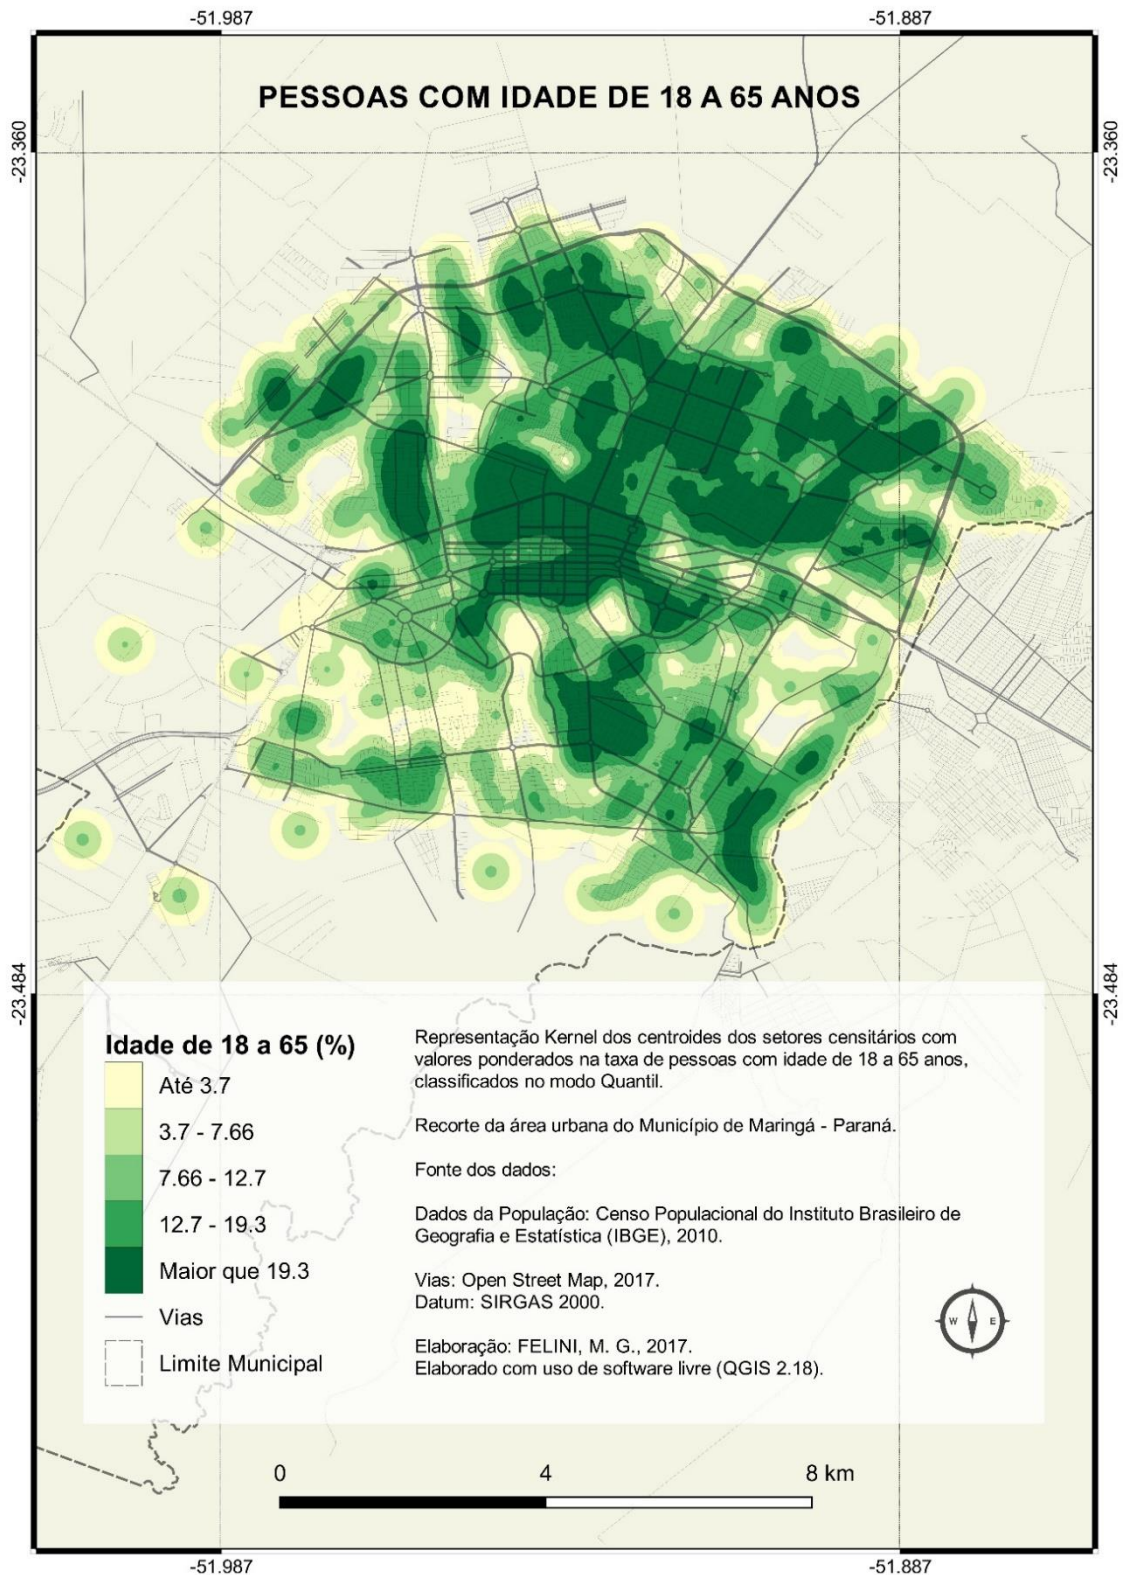 -51.987
-51.887
PESSOAS COM IDADE DE 18 A 65 ANOS
-23.360
-23.360
-23.484
-23.484
Idade de 18 a 65 (%)
Até 3.7
3.7 - 7.66
7.66 - 12.7
12.7 - 19.3
Maior que 19.3
Vias
Limite Municipal
Representação Kernel dos centroides dos setores censitários com
valores ponderados na taxa de pessoas com idade de 18 a 65 anos,
classificados no modo Quantil.
Recorte da área urbana do Município de Maringá - Paraná.
Fonte dos dados:
Dados da População: Censo Populacional do Instituto Brasileiro de
Geografia e Estatística (IBGE), 2010.
Vias: Open Street Map, 2017.
Datum: SIRGAS 2000.
Elaboração: FELINI, M. G., 2017.
Elaborado com uso de software livre (QGIS 2.18).
W E
0 4 8 km
-51.987
-51.887